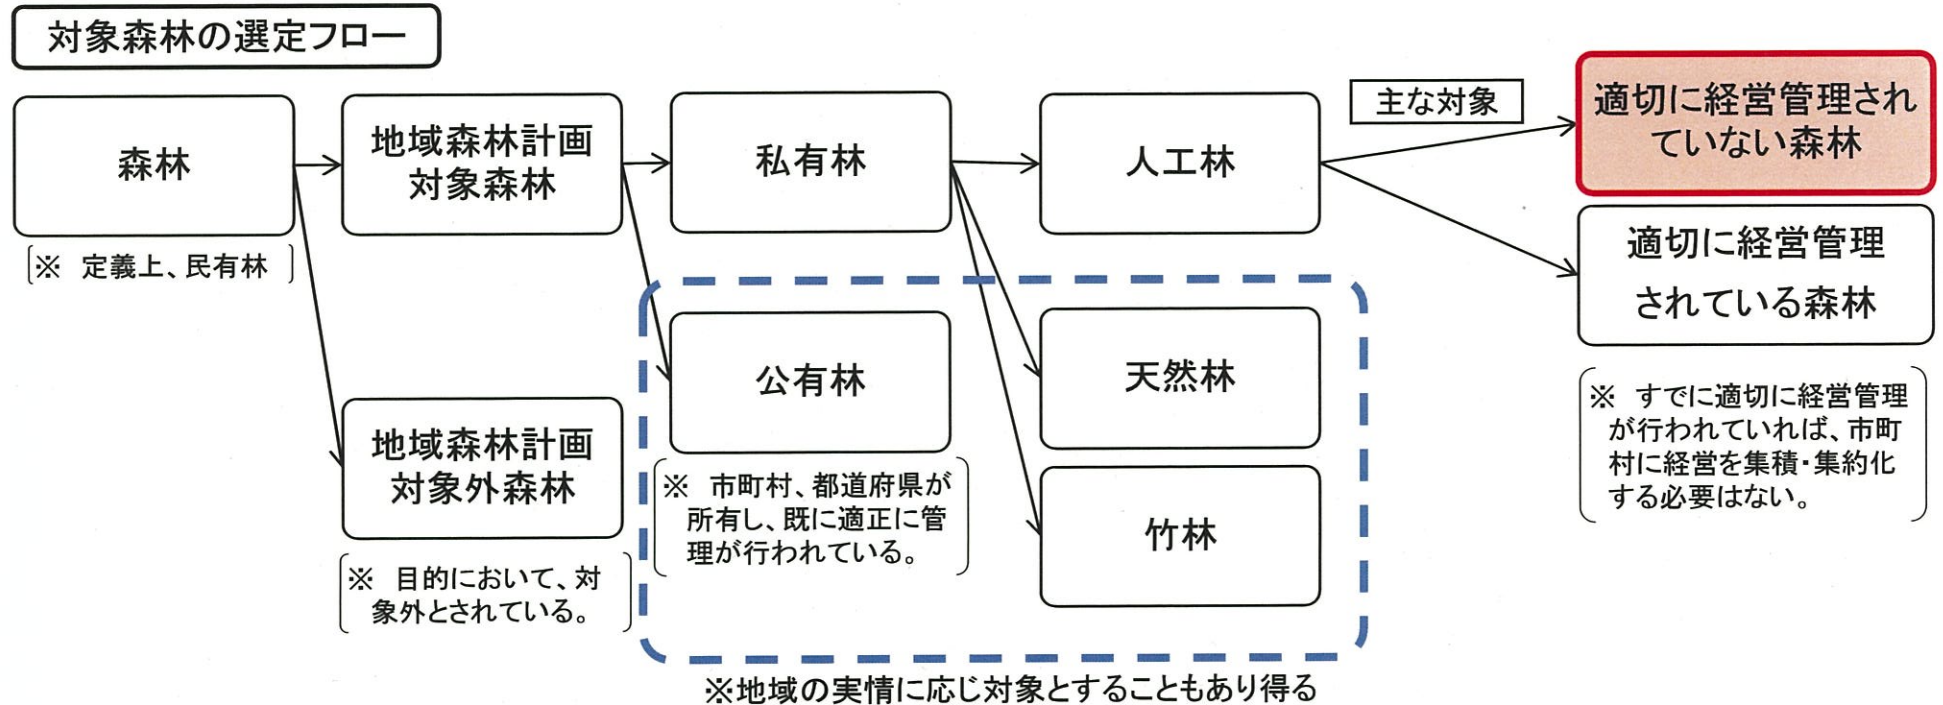 対象森林の選定フロー
森林
※ 定義上、民有林
地域森林計画
対象森林
地域森林計画
対象外森林
※ 目的において、対
象外とされている。
私有林
公有林
※ 市町村、都道府県が
所有し、既に適正に管
理が行われている。
人工林
天然林
竹林
※地域の実情に応じ対象とすることもあり得る
主な対象
適切に経営管理され
ていない森林
適切に経営管理
されている森林
※ すでに適切に経営管理
が行われていれば、市町
村に経営を集積・集約化
する必要はない。